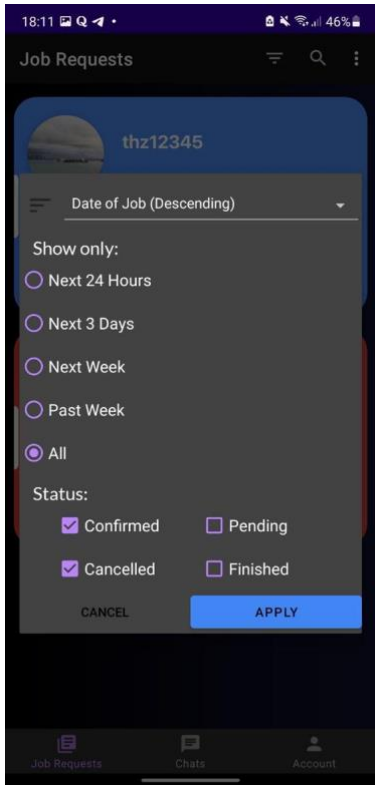 18:11 Q 46%
Job Requests
thz12345
Date of Job (Descending)
Show only:
Next 24 Hours
Next 3 Days
Next Week
Past Week
All
Status:
Confirmed Pending
Cancelled Finished
CANCEL APPLY
Job Requests Chats Account